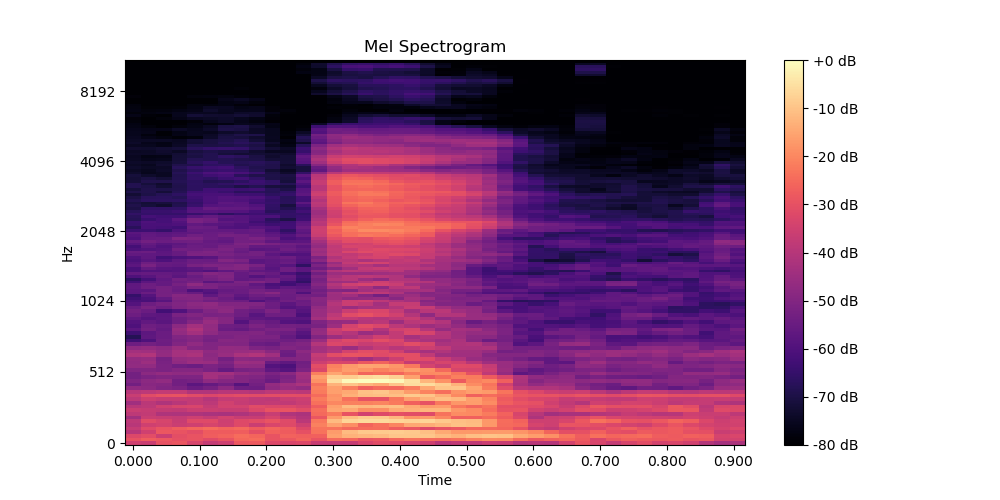 Mel Spectrogram
+0 dB
8192
-10 dB
4096
-20 dB
-30 dB
Hz
2048
-40 dB
1024
-50 dB
-60 dB
512
-70 dB
0
-80 dB
0.000 0.100 0.200 0.300 0.400 0.500 0.600 0.700 0.800 0.900
Time